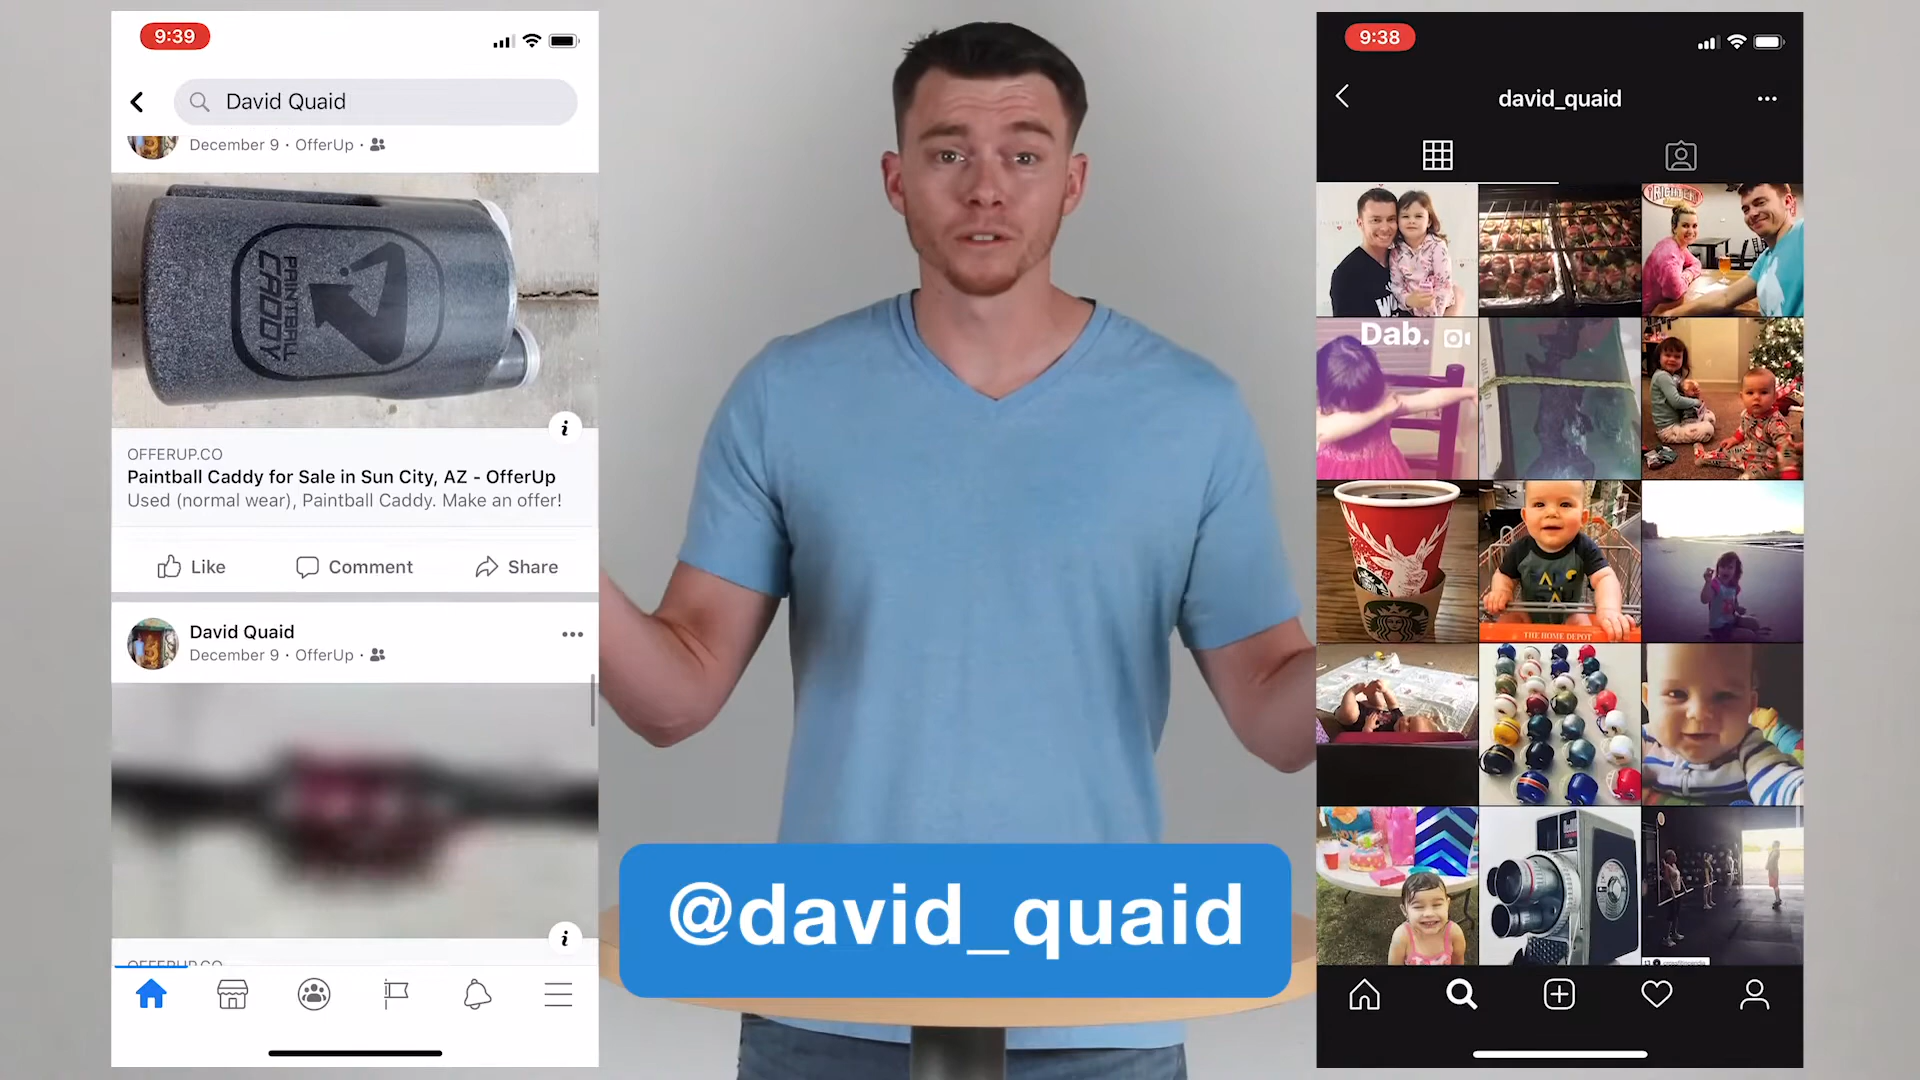 9:39
David Quaid
December 9 · OfferUp ·
PAINTBALL
CADDY
OFFERUP.CO
Paintball Caddy for Sale in Sun City, AZ - OfferUp
Used (normal wear), Paintball Caddy. Make an offer!
Like
Comment
Share
David Quaid
December 9 · OfferUp ·
OFFERUP.CO
@david_quaid
9:38
david_quaid
Dab.
THE HOME DEPOT